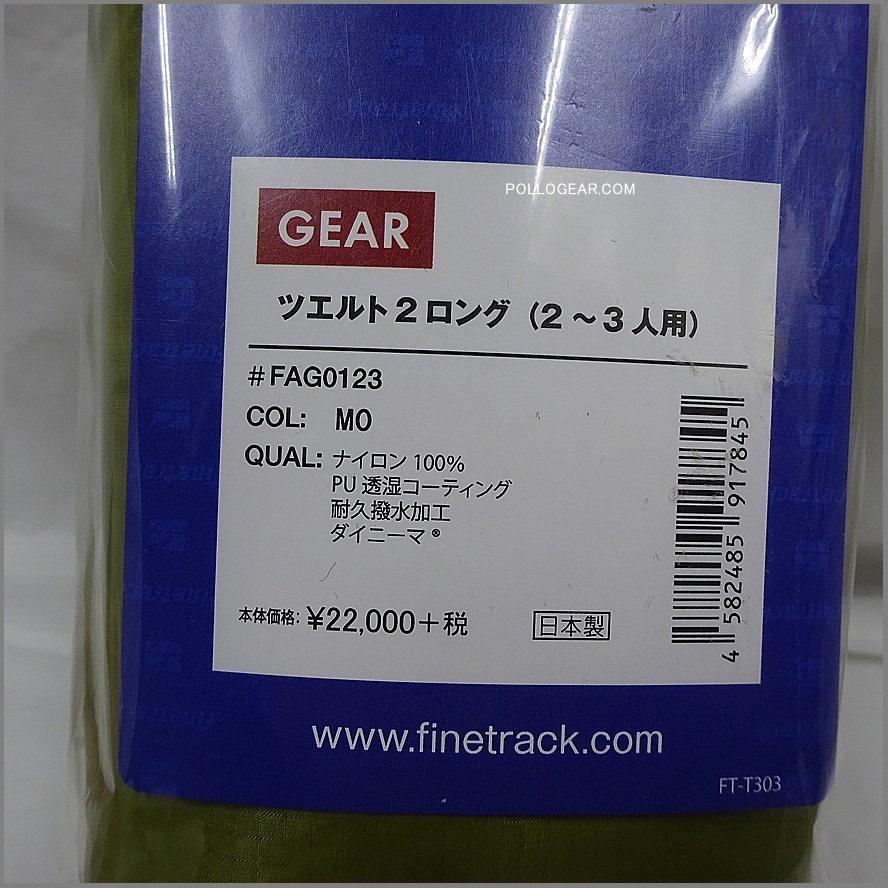 POLLOGEAR.COM
GEAR
ツエルト2ロング（2～3人用）
#FAG0123
COL: MO
QUAL: ナイロン 100%
PU 透湿コーティング
耐久撥水加工
ダイニーマ®
本体価格: ¥22,000+税
日本製
4 582485 917845
www.finetrack.com
FT-T303